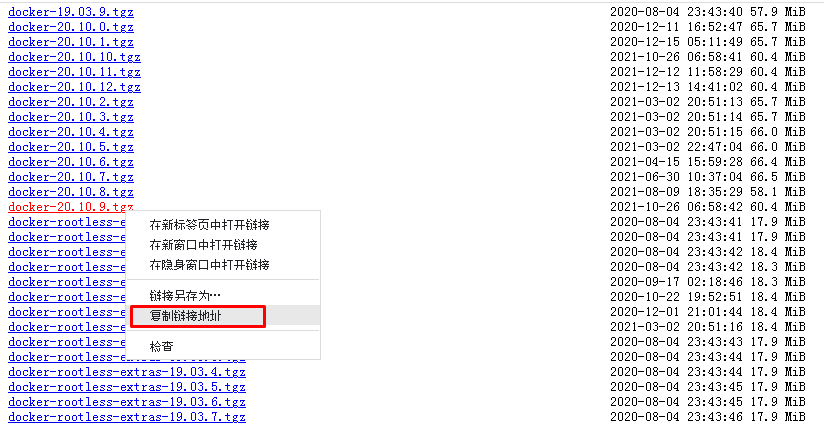 docker-19.03.9.tgz 2020-08-04 23:43:40 57.9 MiB
docker-20.10.0.tgz 2020-12-11 16:52:47 65.7 MiB
docker-20.10.1.tgz 2020-12-15 05:11:49 65.7 MiB
docker-20.10.10.tgz 2021-10-26 06:58:41 60.4 MiB
docker-20.10.11.tgz 2021-12-12 11:58:29 60.4 MiB
docker-20.10.12.tgz 2021-12-13 14:41:02 60.4 MiB
docker-20.10.2.tgz 2021-03-02 20:51:13 65.7 MiB
docker-20.10.3.tgz 2021-03-02 20:51:14 65.7 MiB
docker-20.10.4.tgz 2021-03-02 20:51:15 66.0 MiB
docker-20.10.5.tgz 2021-03-02 22:47:04 66.0 MiB
docker-20.10.6.tgz 2021-04-15 15:59:28 66.4 MiB
docker-20.10.7.tgz 2021-06-30 10:37:04 66.5 MiB
docker-20.10.8.tgz 2021-08-09 18:35:29 58.1 MiB
docker-20.10.9.tgz 2021-10-26 06:58:42 60.4 MiB
docker-rootless-e 2020-08-04 23:43:41 17.9 MiB
docker-rootless-e 2020-08-04 23:43:41 17.9 MiB
docker-rootless-e 2020-08-04 23:43:42 18.4 MiB
docker-rootless-e 2020-08-04 23:43:42 18.3 MiB
docker-rootless-e 2020-09-17 02:18:46 18.3 MiB
docker-rootless-e 2020-10-22 19:52:51 18.4 MiB
docker-rootless-e 2020-12-01 21:01:44 18.4 MiB
docker-rootless-e 2021-03-02 20:51:16 18.4 MiB
docker-rootless-e 2020-08-04 23:43:43 17.9 MiB
docker-rootless-e 2020-08-04 23:43:44 17.9 MiB
docker-rootless-extras-19.03.4.tgz 2020-08-04 23:43:44 17.9 MiB
docker-rootless-extras-19.03.5.tgz 2020-08-04 23:43:45 17.9 MiB
docker-rootless-extras-19.03.6.tgz 2020-08-04 23:43:45 17.9 MiB
docker-rootless-extras-19.03.7.tgz 2020-08-04 23:43:46 17.9 MiB
在新标签页中打开链接
在新窗口中打开链接
在隐身窗口中打开链接
链接另存为…
复制链接地址
检查